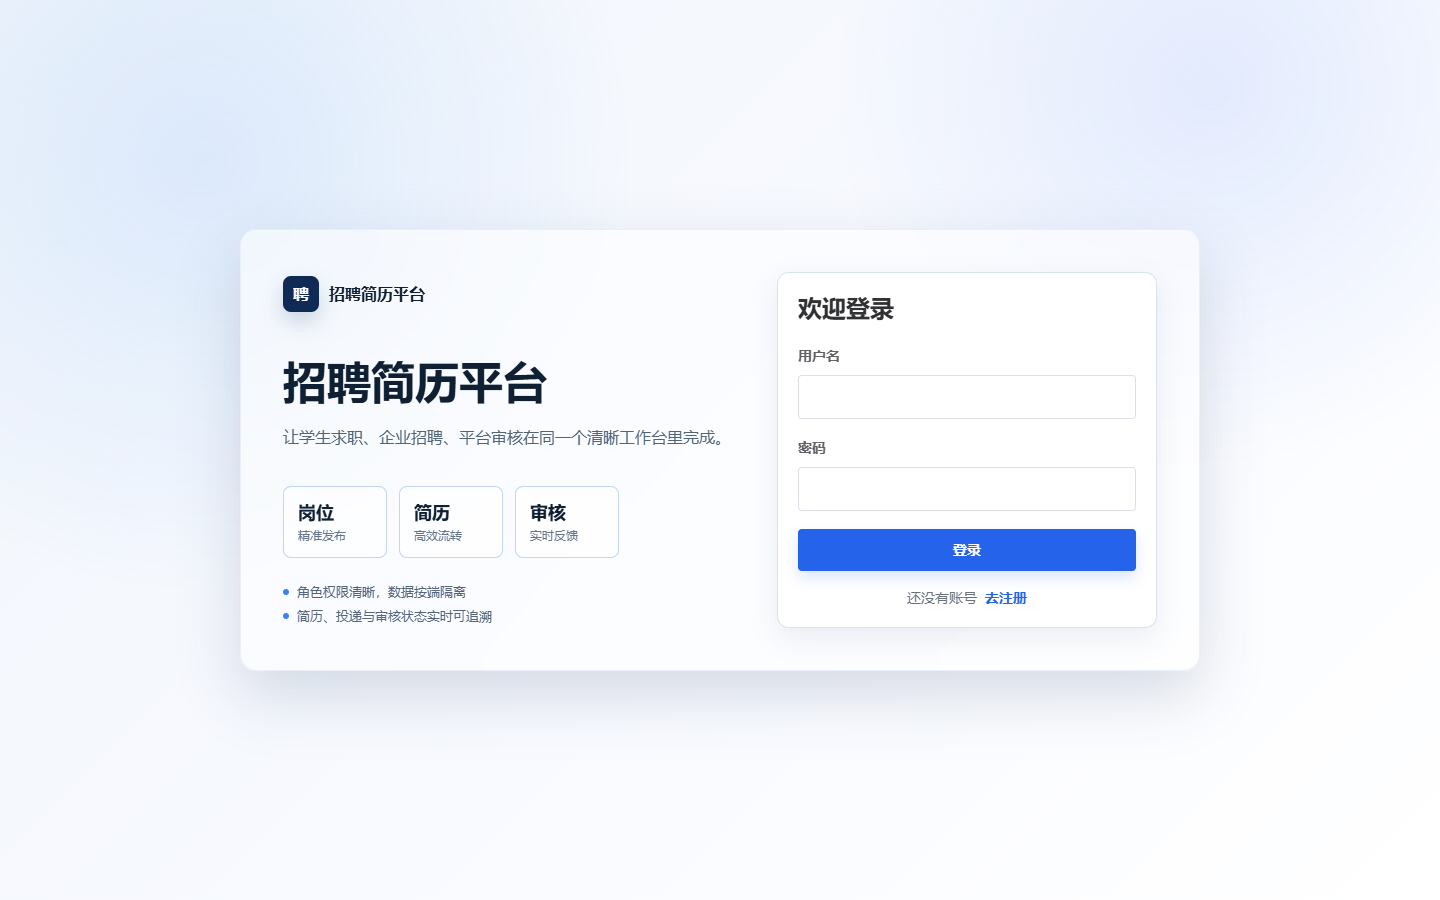 聘 招聘简历平台
招聘简历平台
让学生求职、企业招聘、平台审核在同一个清晰工作台里完成。
岗位
精准发布
简历
高效流转
审核
实时反馈
角色权限清晰，数据按端隔离
简历、投递与审核状态实时可追溯
欢迎登录
用户名
密码
登录
还没有账号 去注册